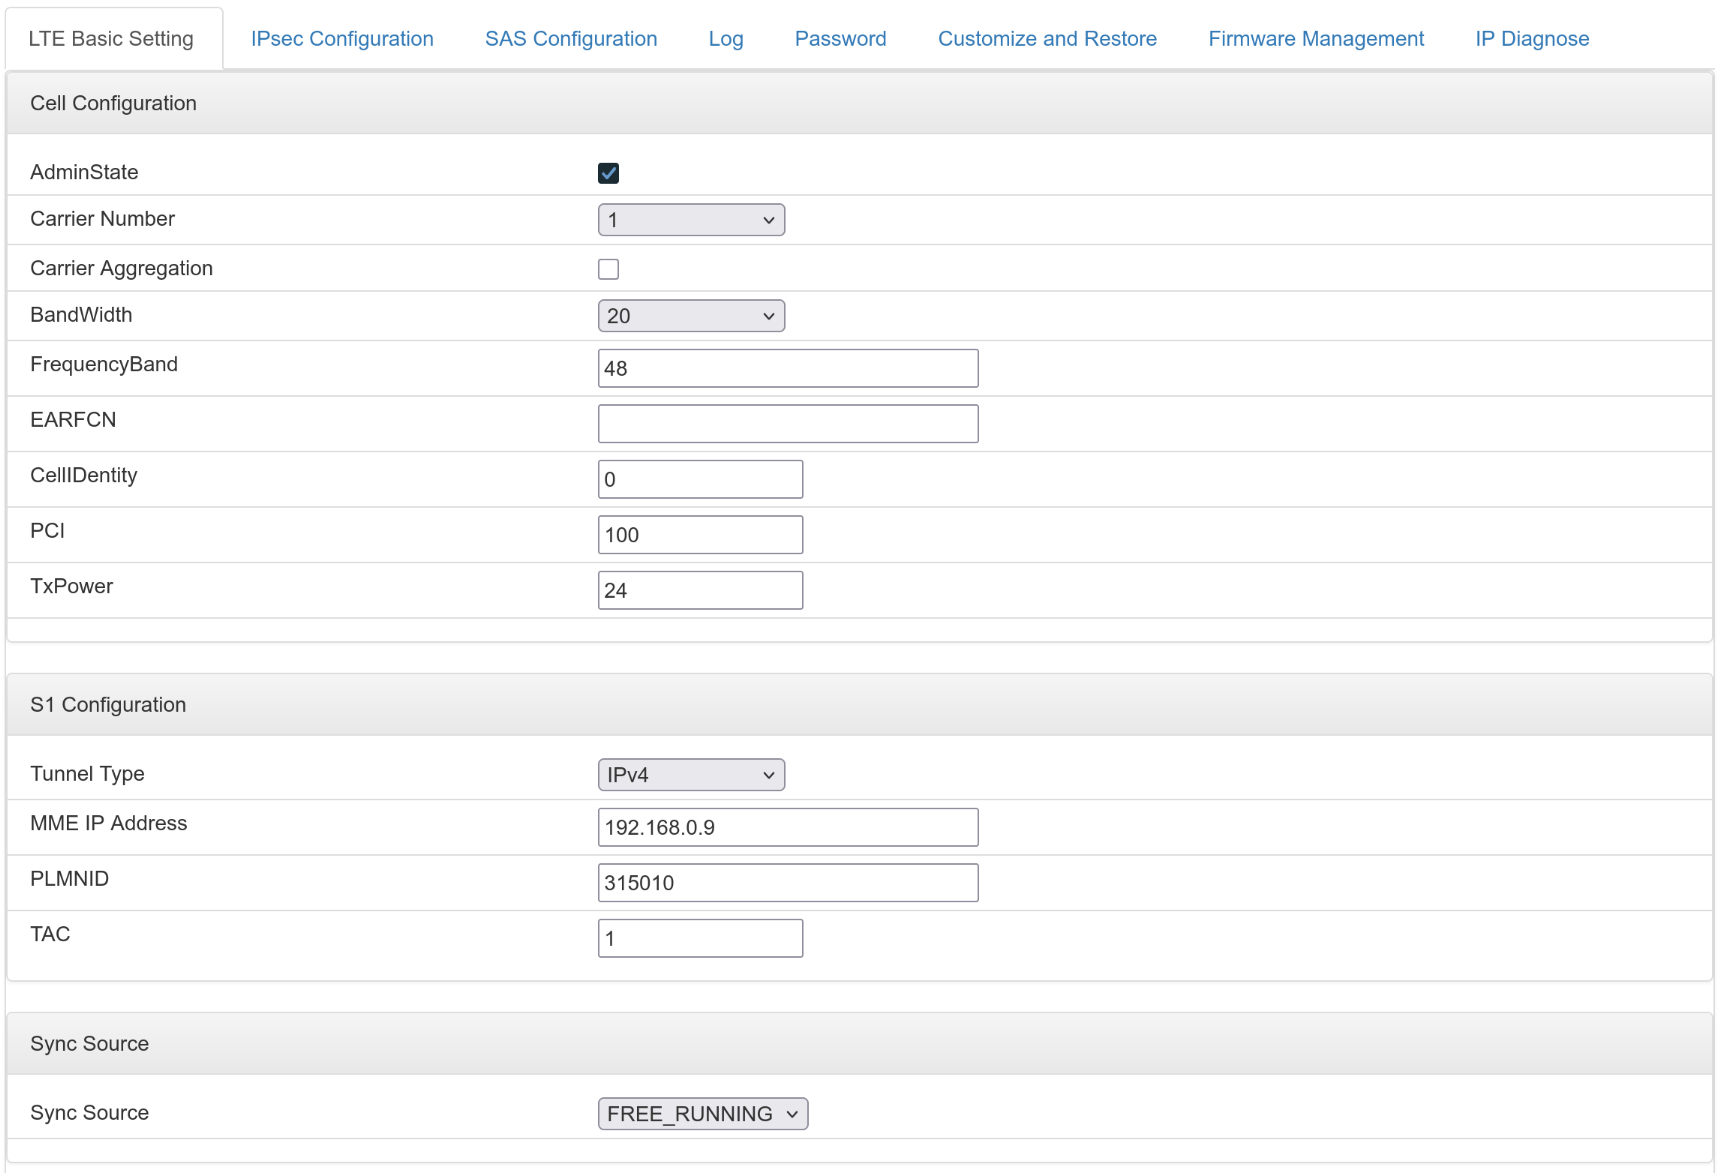 LTE Basic Setting IPsec Configuration SAS Configuration Log Password Customize and Restore Firmware Management IP Diagnose
Cell Configuration
AdminState
Carrier Number 1
Carrier Aggregation
BandWidth 20
FrequencyBand 48
EARFCN
CellIDentity 0
PCI 100
TxPower 24
S1 Configuration
Tunnel Type IPv4
MME IP Address 192.168.0.9
PLMNID 315010
TAC 1
Sync Source
Sync Source FREE_RUNNING